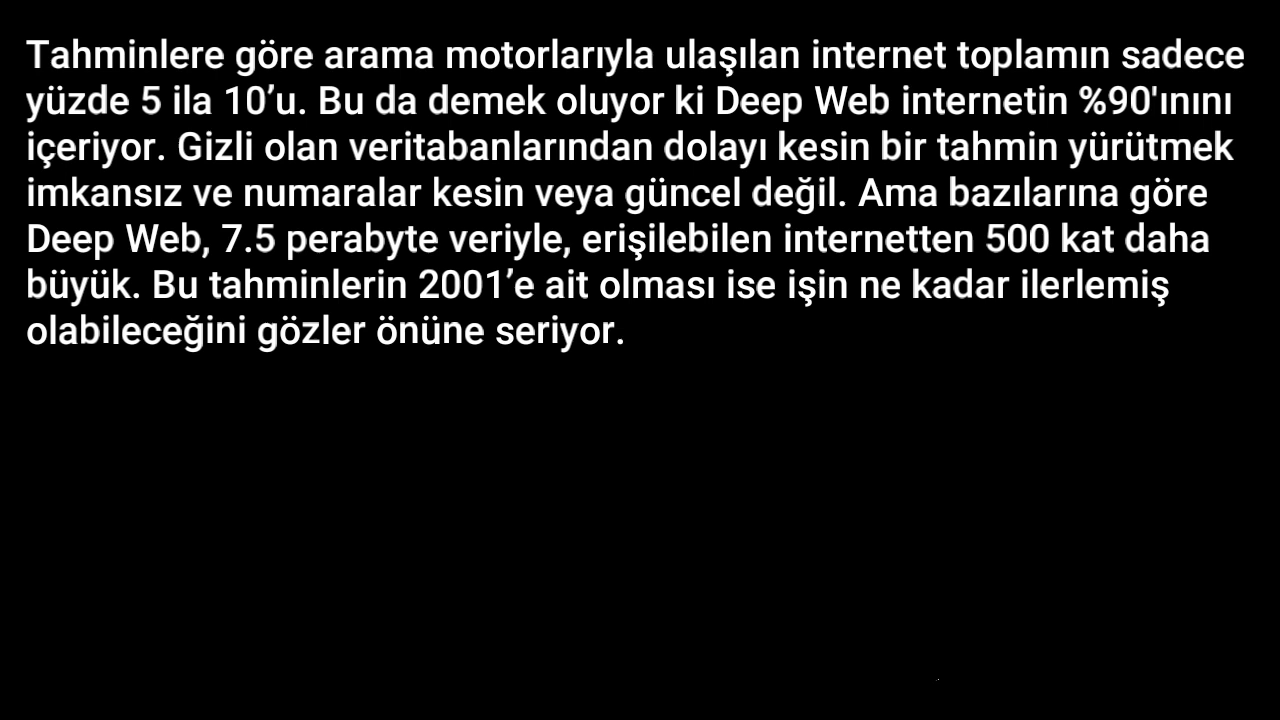 Tahminlere göre arama motorlarıyla ulaşılan internet toplamın sadece
yüzde 5 ila 10’u. Bu da demek oluyor ki Deep Web internetin %90'ınını
içeriyor. Gizli olan veritabanlarından dolayı kesin bir tahmin yürütmek
imkansız ve numaralar kesin veya güncel değil. Ama bazılarına göre
Deep Web, 7.5 perabyte veriyle, erişilebilen internetten 500 kat daha
büyük. Bu tahminlerin 2001’e ait olması ise işin ne kadar ilerlemiş
olabileceğini gözler önüne seriyor.